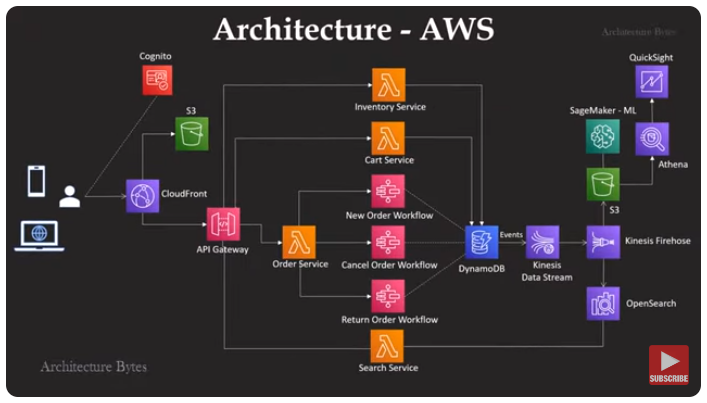 Architecture - AWS
Architecture Bytes
Cognito
QuickSight
S3
Inventory Service
SageMaker - ML
Cart Service
Athena
CloudFront
New Order Workflow
S3
API Gateway
Order Service
Cancel Order Workflow
DynamoDB
Events
Kinesis
Data Stream
Kinesis Firehose
Return Order Workflow
OpenSearch
Search Service
Architecture Bytes
SUBSCRIBE